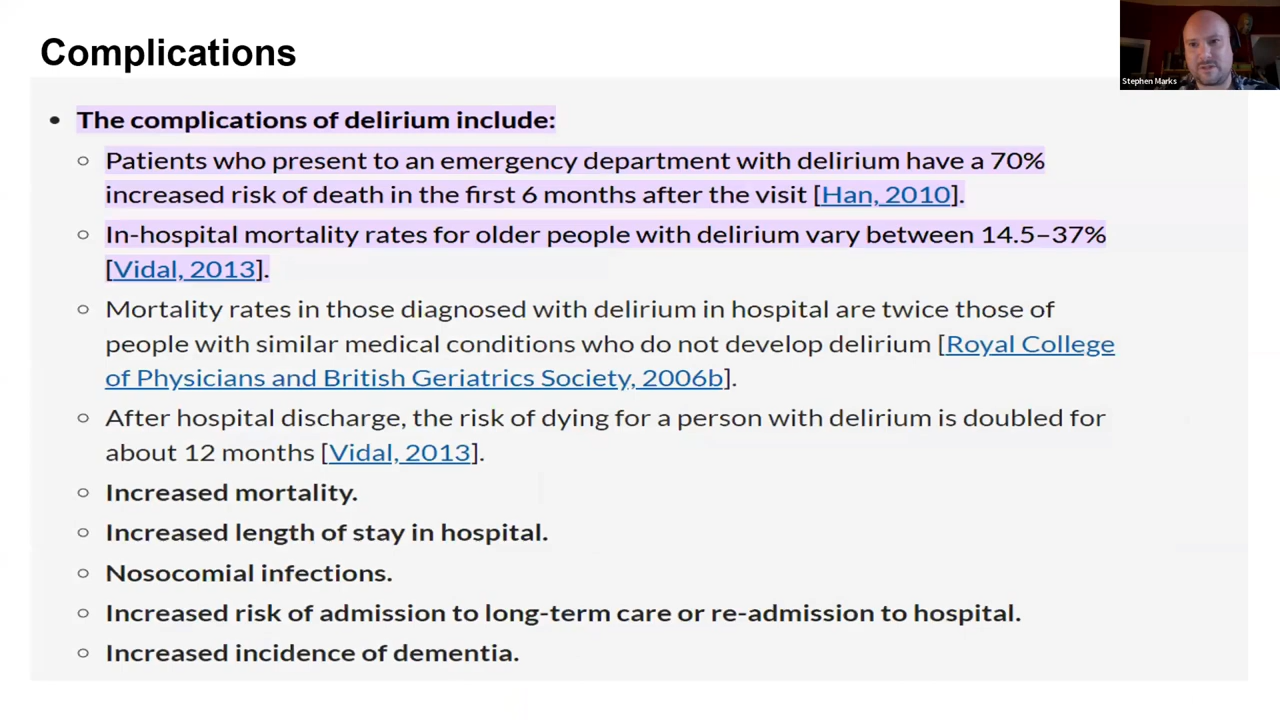 Complications
Stephen Marks
• The complications of delirium include:
○ Patients who present to an emergency department with delirium have a 70%
increased risk of death in the first 6 months after the visit [Han, 2010].
○ In-hospital mortality rates for older people with delirium vary between 14.5–37%
[Vidal, 2013].
○ Mortality rates in those diagnosed with delirium in hospital are twice those of
people with similar medical conditions who do not develop delirium [Royal College
of Physicians and British Geriatrics Society, 2006b].
○ After hospital discharge, the risk of dying for a person with delirium is doubled for
about 12 months [Vidal, 2013].
○ Increased mortality.
○ Increased length of stay in hospital.
○ Nosocomial infections.
○ Increased risk of admission to long-term care or re-admission to hospital.
○ Increased incidence of dementia.